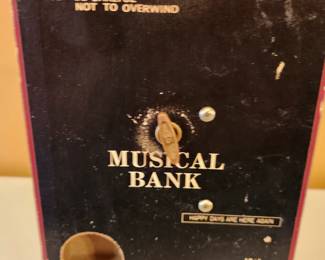 NOT TO OVERWIND
MUSICAL
BANK
HAPPY DAYS ARE HERE AGAIN